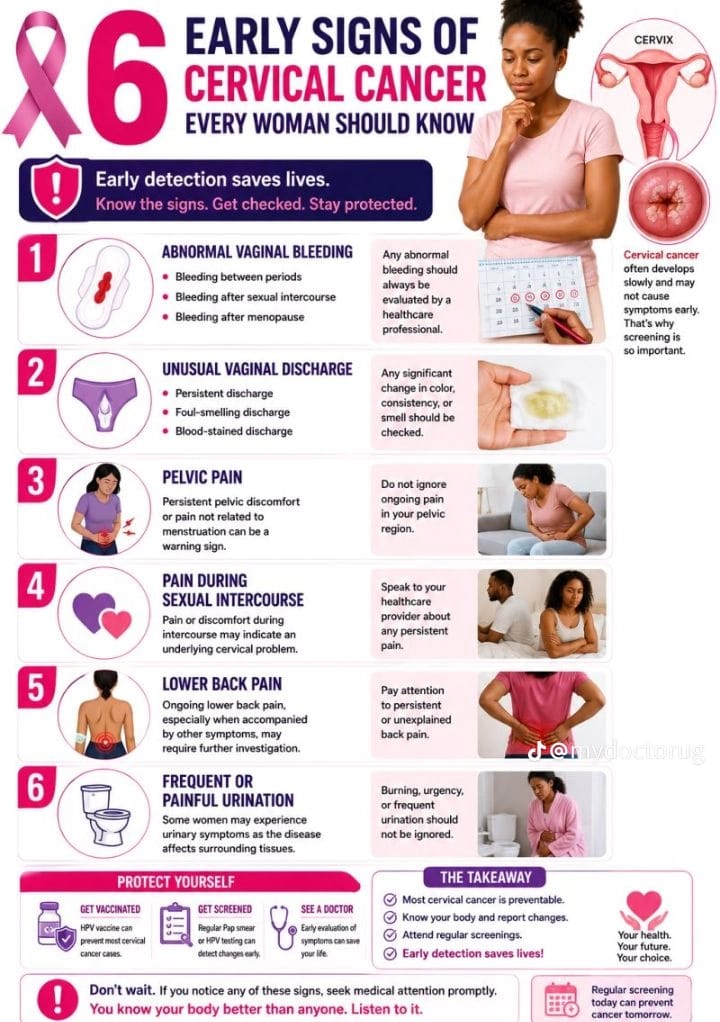 6
EARLY SIGNS OF
CERVICAL CANCER
EVERY WOMAN SHOULD KNOW
CERVIX
Early detection saves lives.
Know the signs. Get checked. Stay protected.
Cervical cancer
often develops
slowly and may
not cause
symptoms early.
That's why
screening is
so important.
1
ABNORMAL VAGINAL BLEEDING
• Bleeding between periods
• Bleeding after sexual intercourse
• Bleeding after menopause
Any abnormal
bleeding should
always be
evaluated by a
healthcare
professional.
2
UNUSUAL VAGINAL DISCHARGE
• Persistent discharge
• Foul-smelling discharge
• Blood-stained discharge
Any significant
change in color,
consistency, or
smell should be
checked.
3
PELVIC PAIN
Persistent pelvic discomfort
or pain not related to
menstruation can be a
warning sign.
Do not ignore
ongoing pain
in your pelvic
region.
4
PAIN DURING
SEXUAL INTERCOURSE
Pain or discomfort during
intercourse may indicate an
underlying cervical problem.
Speak to your
healthcare
provider about
any persistent
pain.
5
LOWER BACK PAIN
Ongoing lower back pain,
especially when accompanied
by other symptoms, may
require further investigation.
Pay attention
to persistent
or unexplained
back pain.
@mydoctorug
6
FREQUENT OR
PAINFUL URINATION
Some women may experience
urinary symptoms as the disease
affects surrounding tissues.
Burning, urgency,
or frequent
urination should
not be ignored.
PROTECT YOURSELF
GET VACCINATED
HPV vaccine can
prevent most cervical
cancer cases.
GET SCREENED
Regular Pap smear
or HPV testing can
detect changes early.
SEE A DOCTOR
Early evaluation of
symptoms can save
your life.
THE TAKEAWAY
Most cervical cancer is preventable.
Know your body and report changes.
Attend regular screenings.
Early detection saves lives!
Your health.
Your future.
Your choice.
Don't wait. If you notice any of these signs, seek medical attention promptly.
You know your body better than anyone. Listen to it.
Regular screening
today can prevent
cancer tomorrow.